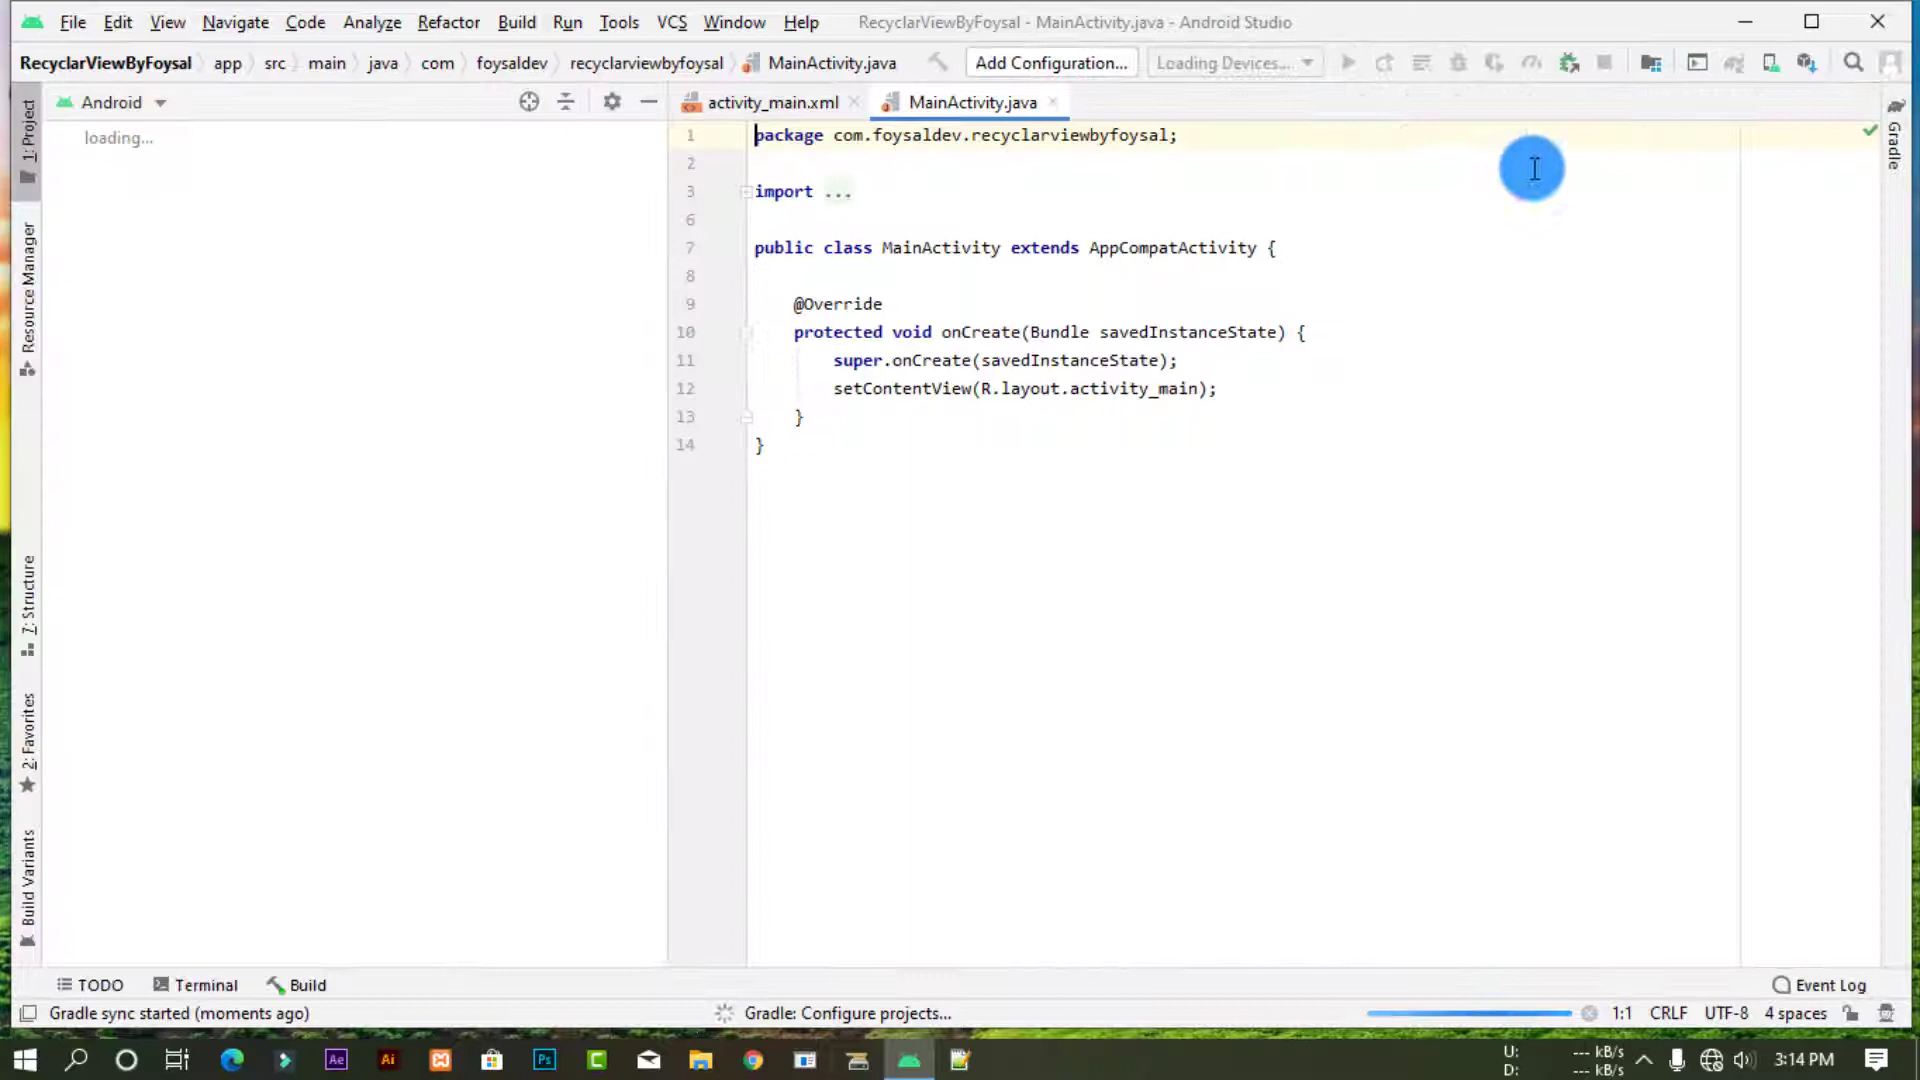 File Edit View Navigate Code Analyze Refactor Build Run Tools VCS Window Help RecyclarViewByFoysal - MainActivity.java - Android Studio
RecyclarViewByFoysal app src main java com foysaldev recyclarviewbyfoysal MainActivity.java Add Configuration... Loading Devices...
Android activity_main.xml MainActivity.java
loading...
1 package com.foysaldev.recyclarviewbyfoysal;
2
3 import ...
6
7 public class MainActivity extends AppCompatActivity {
8
9 @Override
10 protected void onCreate(Bundle savedInstanceState) {
11 super.onCreate(savedInstanceState);
12 setContentView(R.layout.activity_main);
13 }
14 }
1: Project
Resource Manager
7: Structure
2: Favorites
Build Variants
Gradle
TODO Terminal Build Event Log
Gradle sync started (moments ago) Gradle: Configure projects... 1:1 CRLF UTF-8 4 spaces
Ae Ai Ps C
U: --- kB/s
D: --- kB/s
3:14 PM